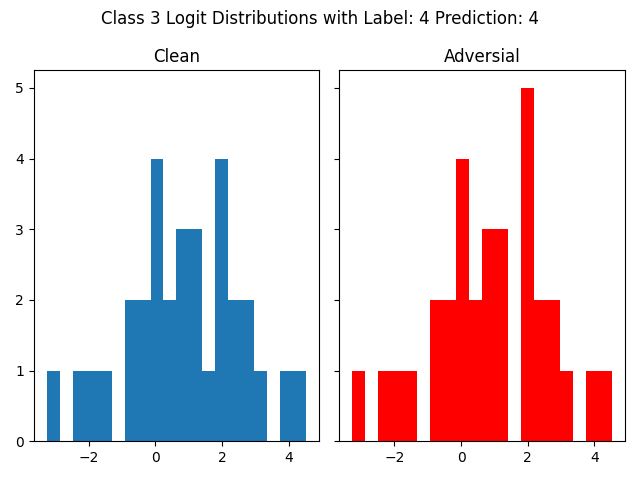 Class 3 Logit Distributions with Label: 4 Prediction: 4
Clean
Adversial
5
4
3
2
1
0
−2 0 2 4
−2 0 2 4